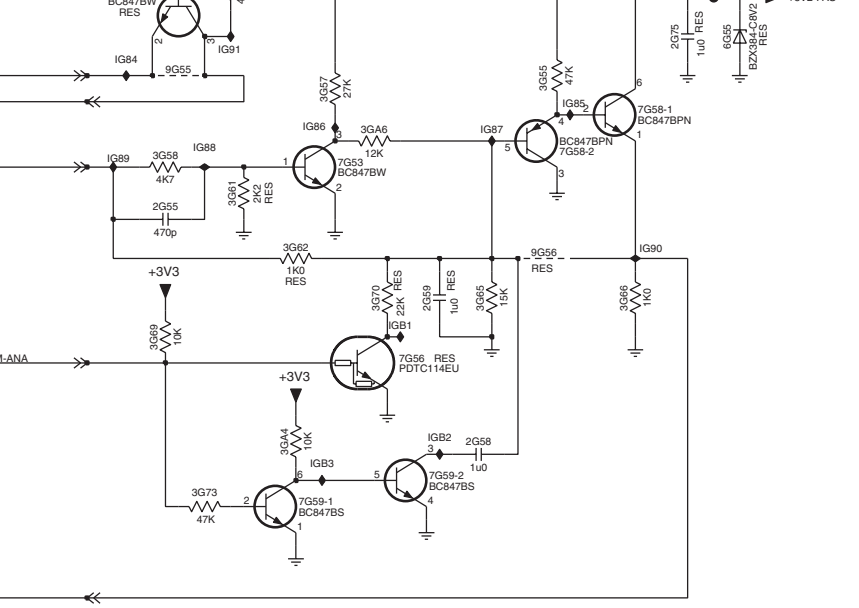 BC847BW
RES
2
3
4
IG91
IG84
9G55
2G75
RES
1u0
6G55
BZX384-C8V2
RES
3G57
27K
3G55
47K
IG85
2
6
7G58-1
BC847BPN
1
IG86
3
3GA6
12K
IG87
5
4
BC847BPN
7G58-2
3
IG89
3G58
4K7
IG88
1
7G53
BC847BW
2
3G61
2K2
RES
2G55
470p
3G62
1K0
RES
9G56
RES
IG90
+3V3
3G70
22K
RES
2G59
1u0
RES
3G65
15K
3G66
1K0
3G69
10K
IGB1
-ANA
7G56 RES
PDTC114EU
+3V3
3GA4
10K
IGB2
3
2G58
1u0
6
IGB3
5
7G59-2
BC847BS
4
3G73
47K
2
7G59-1
BC847BS
1